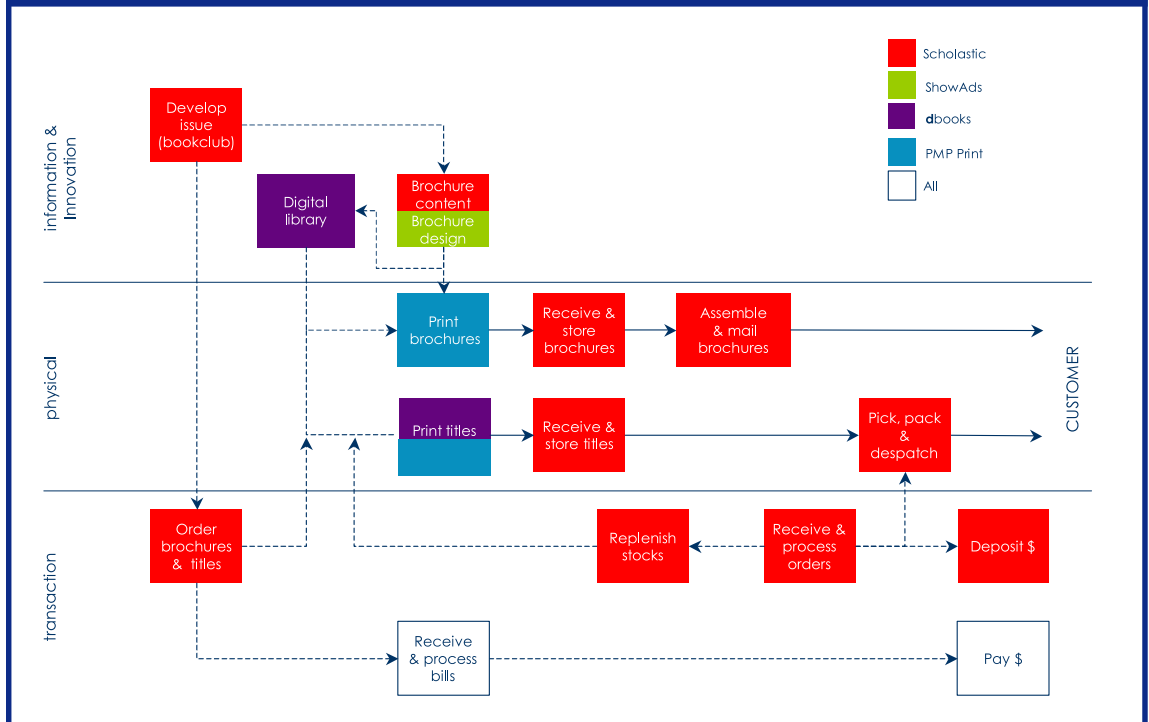 Scholastic
ShowAds
dbooks
PMP Print
All
information &
Innovation
Develop
issue
(bookclub)
Digital
library
Brochure
content
Brochure
design
physical
Print
brochures
Receive &
store
brochures
Assemble
& mail
brochures
Print titles
Receive &
store titles
Pick, pack
&
despatch
CUSTOMER
transaction
Order
brochures
& titles
Replenish
stocks
Receive &
process
orders
Deposit $
Receive
& process
bills
Pay $